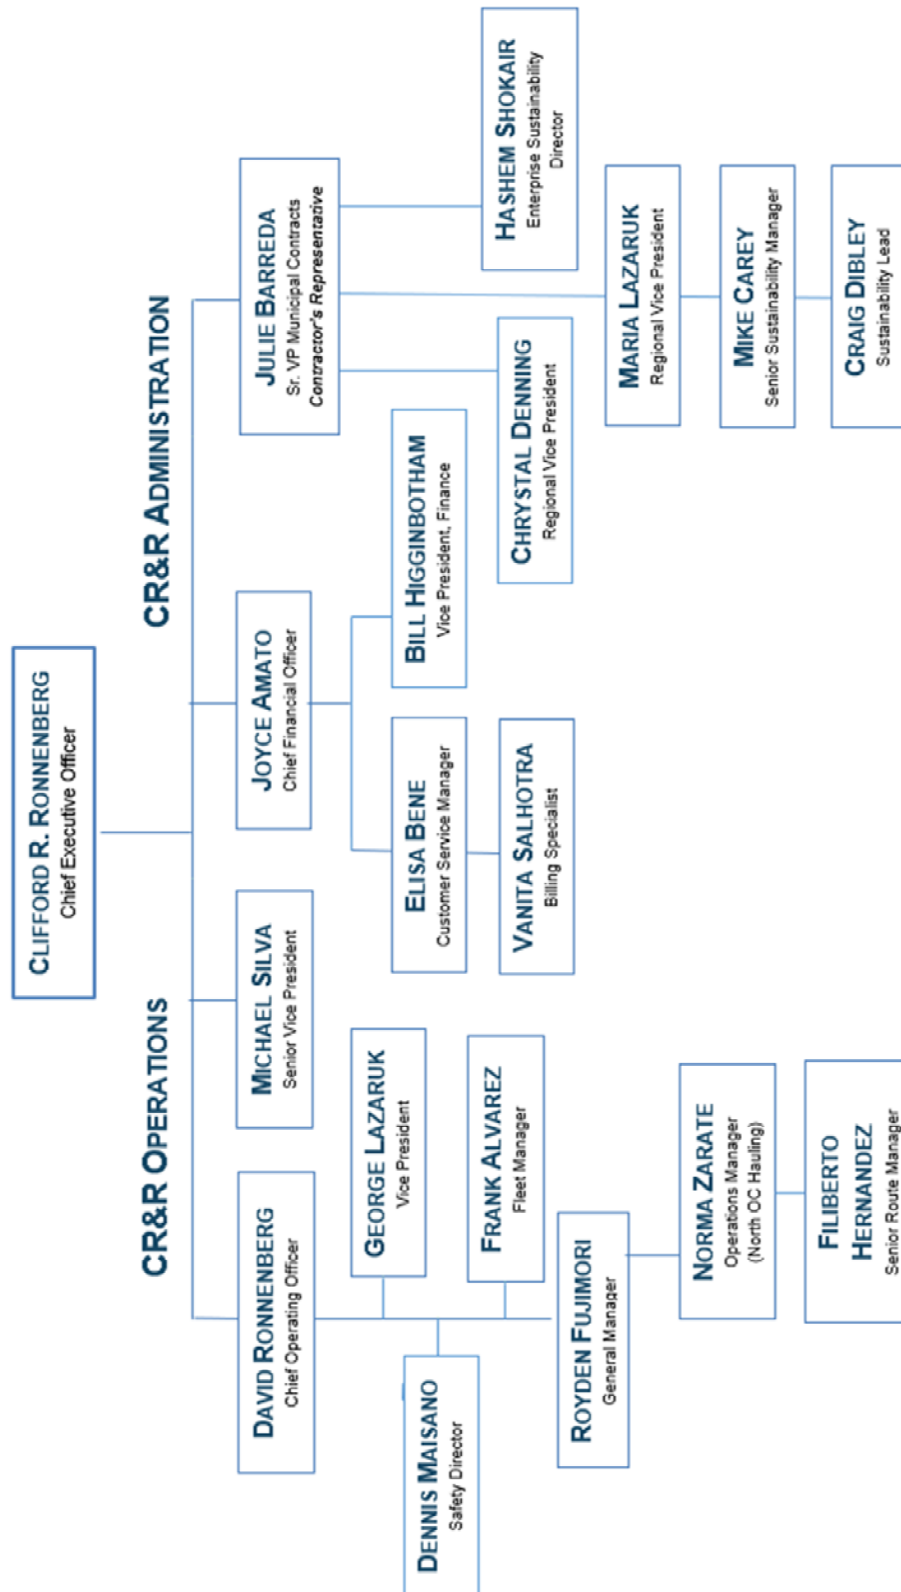 CLIFFORD R. RONNENBERG
Chief Executive Officer
CR&R OPERATIONS
CR&R ADMINISTRATION
DAVID RONNENBERG
Chief Operating Officer
MICHAEL SILVA
Senior Vice President
JOYCE AMATO
Chief Financial Officer
JULIE BARREDA
Sr. VP Municipal Contracts
Contractor's Representative
GEORGE LAZARUK
Vice President
DENNIS MAISANO
Safety Director
FRANK ALVAREZ
Fleet Manager
ROYDEN FUJIMORI
General Manager
NORMA ZARATE
Operations Manager
(North OC Hauling)
FILIBERTO
HERNANDEZ
Senior Route Manager
ELISA BENE
Customer Service Manager
BILL HIGGINBOTHAM
Vice President, Finance
VANITA SALHOTRA
Billing Specialist
CHRYSTAL DENNING
Regional Vice President
HASHEM SHOKAIR
Enterprise Sustainability
Director
MARIA LAZARUK
Regional Vice President
MIKE CAREY
Senior Sustainability Manager
CRAIG DIBLEY
Sustainability Lead